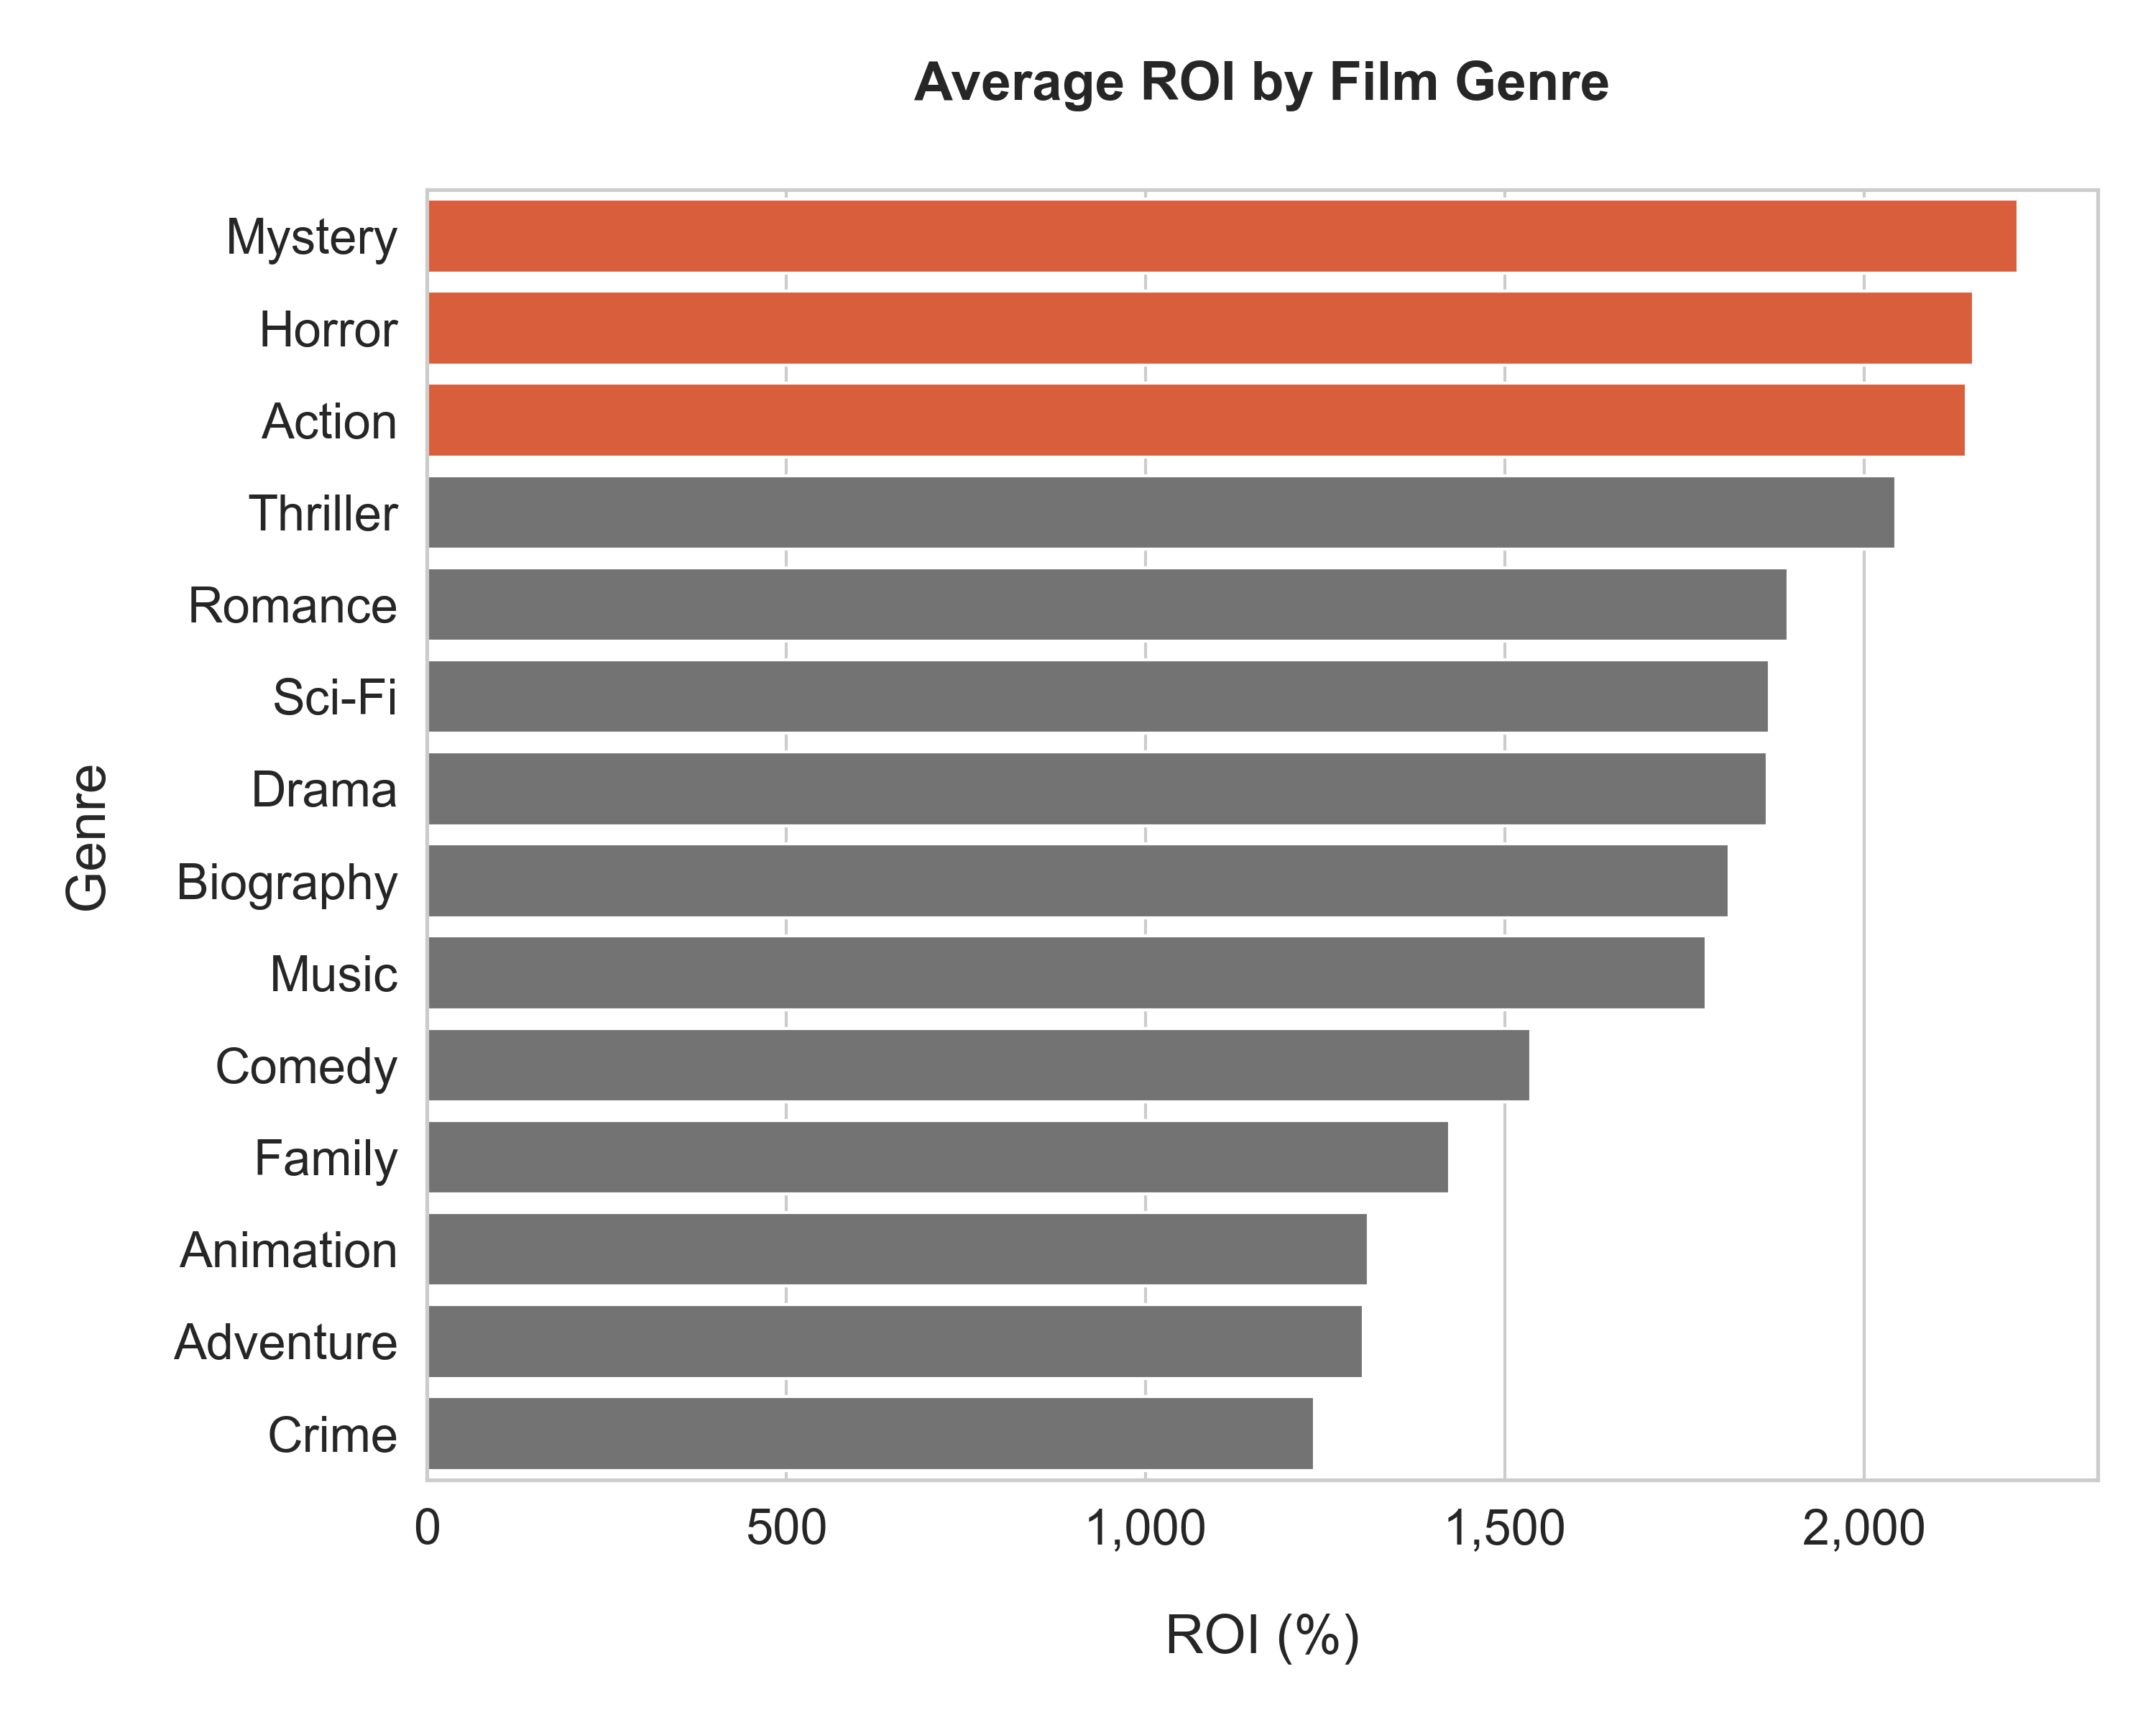 Average ROI by Film Genre
Genre
Mystery
Horror
Action
Thriller
Romance
Sci-Fi
Drama
Biography
Music
Comedy
Family
Animation
Adventure
Crime
0 500 1,000 1,500 2,000
ROI (%)